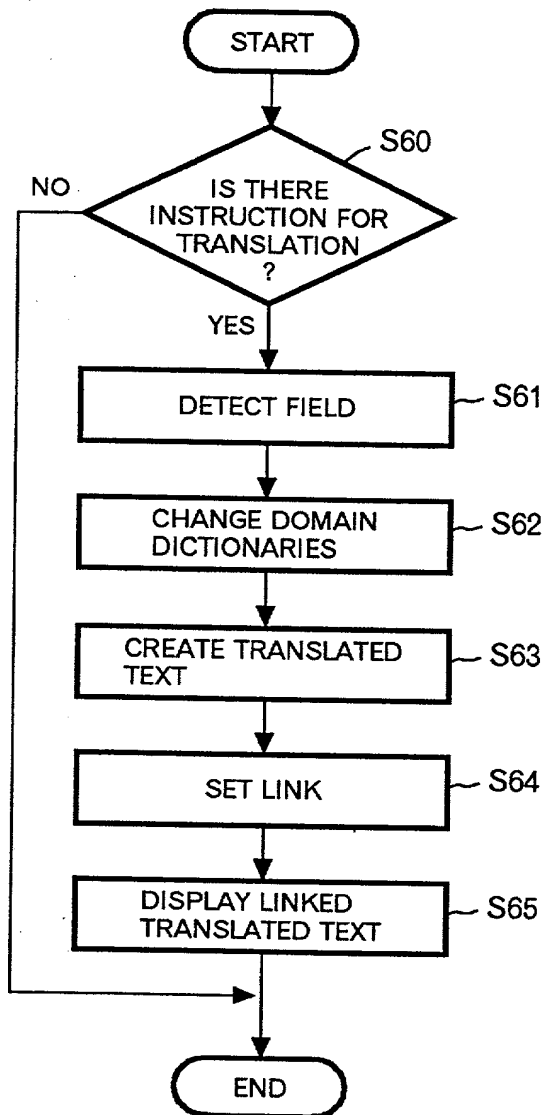 START
S60
NO
IS THERE
INSTRUCTION FOR
TRANSLATION
?
YES
DETECT FIELD
S61
CHANGE DOMAIN
DICTIONARIES
S62
CREATE TRANSLATED
TEXT
S63
SET LINK
S64
DISPLAY LINKED
TRANSLATED TEXT
S65
END